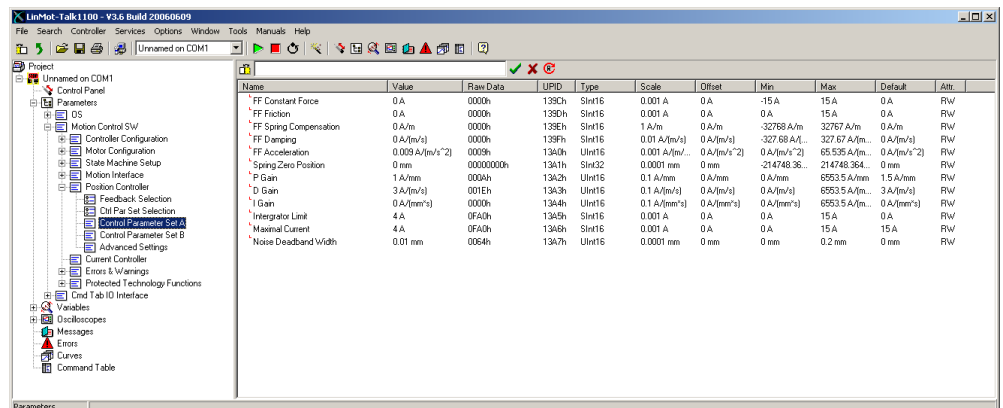 LinMot-Talk1100 - V3.6 Build 20060609
File Search Controller Services Options Window Tools Manuals Help
Unnamed on COM1
Project
Unnamed on COM1
Control Panel
Parameters
OS
Motion Control SW
Controller Configuration
Motor Configuration
State Machine Setup
Motion Interface
Position Controller
Feedback Selection
Ctrl Par Set Selection
Control Parameter Set A
Control Parameter Set B
Advanced Settings
Current Controller
Errors & Warnings
Protected Technology Functions
Cmd Tab IO Interface
Variables
Oscilloscopes
Messages
Errors
Curves
Command Table
Name Value Raw Data UPID Type Scale Offset Min Max Default Attr.
FF Constant Force 0 A 0000h 139Ch SInt16 0.001 A 0 A -15 A 15 A 0 A RW
FF Friction 0 A 0000h 139Dh SInt16 0.001 A 0 A 0 A 15 A 0 A RW
FF Spring Compensation 0 A/m 0000h 139Eh SInt16 1 A/m 0 A/m -32768 A/m 32767 A/m 0 A/m RW
FF Damping 0 A/(m/s) 0000h 139Fh SInt16 0.01 A/(m/s) 0 A/(m/s) -327.68 A/(... 327.67 A/(m... 0 A/(m/s) RW
FF Acceleration 0.009 A/(m/s^2) 0009h 13A0h UInt16 0.001 A/(m/... 0 A/(m/s^2) 0 A/(m/s^2) 65.535 A/(m... 0 A/(m/s^2) RW
Spring Zero Position 0 mm 00000000h 13A1h SInt32 0.0001 mm 0 mm -214748.36... 214748.364... 0 mm RW
P Gain 1 A/mm 000Ah 13A2h UInt16 0.1 A/mm 0 A/mm 0 A/mm 6553.5 A/mm 1.5 A/mm RW
D Gain 3 A/(m/s) 001Eh 13A3h UInt16 0.1 A/(m/s) 0 A/(m/s) 0 A/(m/s) 6553.5 A/(m... 3 A/(m/s) RW
I Gain 0 A/(mm*s) 0000h 13A4h UInt16 0.1 A/(mm*s) 0 A/(mm*s) 0 A/(mm*s) 6553.5 A/(m... 0 A/(mm*s) RW
Intergrator Limit 4 A 0FA0h 13A5h SInt16 0.001 A 0 A 0 A 15 A 0 A RW
Maximal Current 4 A 0FA0h 13A6h SInt16 0.001 A 0 A 0 A 15 A 15 A RW
Noise Deadband Width 0.01 mm 0064h 13A7h UInt16 0.0001 mm 0 mm 0 mm 0.2 mm 0 mm RW
Parameters